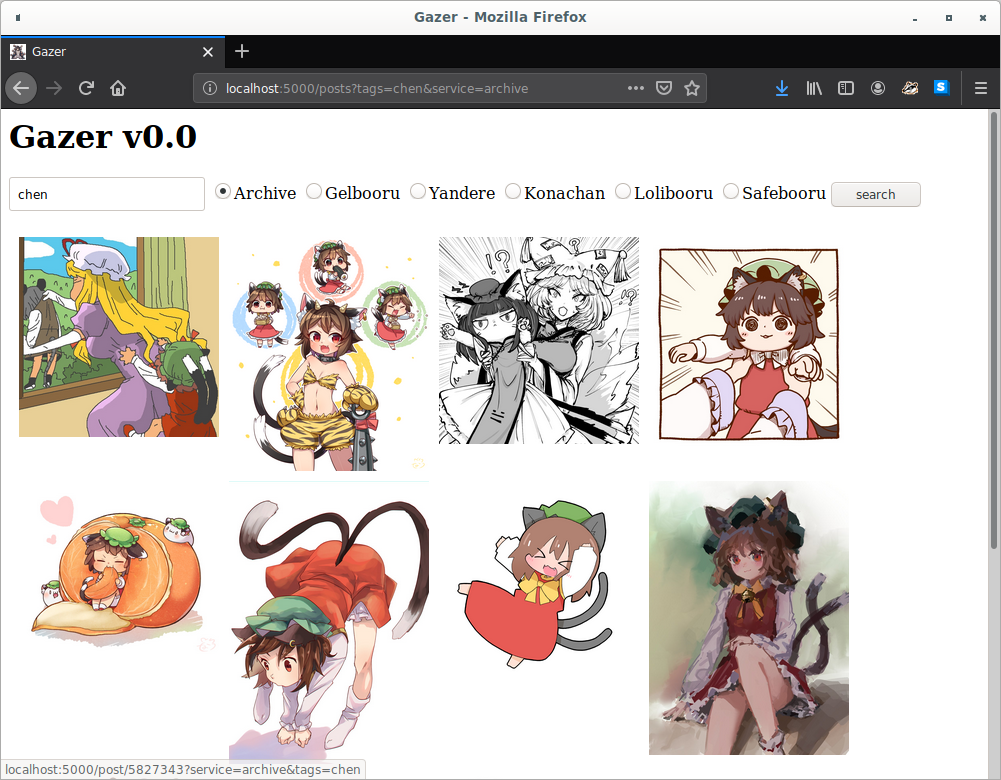 Gazer - Mozilla Firefox
Gazer
localhost:5000/posts?tags=chen&service=archive
S
Gazer v0.0
chen Archive Gelbooru Yandere Konachan Lolibooru Safebooru search
!?
?
!?
localhost:5000/post/5827343?service=archive&tags=chen